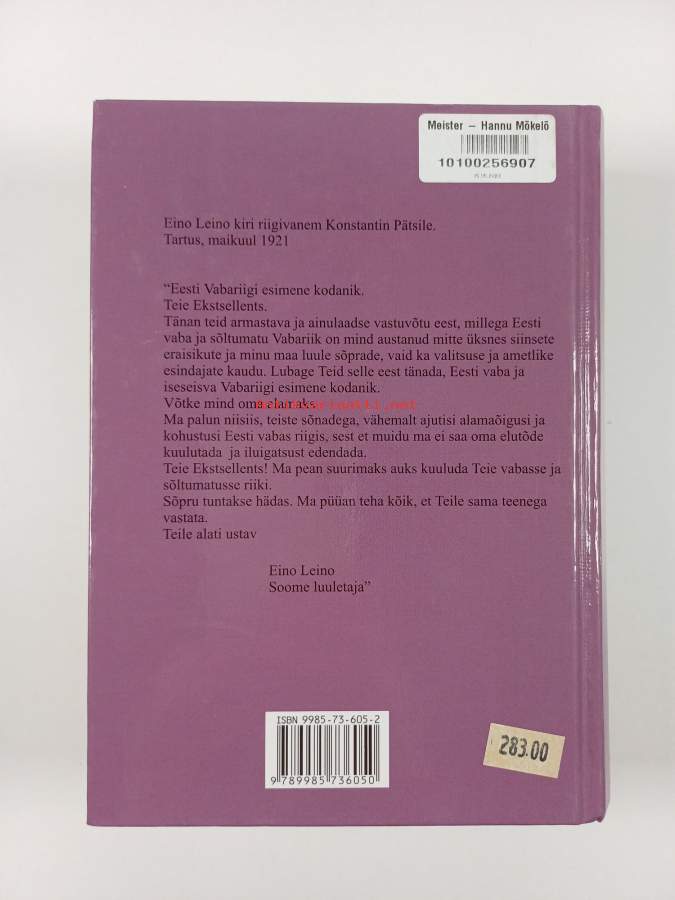 Meister – Hannu Mökelö
10100256907
Eino Leino kiri riigivanem Konstantin Pätsile.
Tartus, maikuul 1921
“Eesti Vabariigi esimene kodanik.
Teie Ekstsellents.
Tänan teid armastava ja ainulaadse vastuvõtu eest, millega Eesti
vaba ja sõltumatu Vabariik on mind austanud mitte üksnes siinsete
eraisikute ja minu maa luule sõprade, vaid ka valitsuse ja ametlike
esindajate kaudu. Lubage Teid selle eest tänada, Eesti vaba ja
iseseisva Vabariigi esimene kodanik.
Võtke mind oma
Ma palun niisiis, teiste sõnadega, vähemalt ajutisi alamaõigusi ja
kohustusi Eesti vabas riigis, sest et muidu ma ei saa oma elutõde
kuulutada ja iluigatsust edendada.
Teie Ekstsellents! Ma pean suurimaks auks kuuluda Teie vabasse ja
sõltumatusse riiki.
Sõpru tuntakse hädas. Ma püüan teha kõik, et Teile sama teenega
vastata.
Teile alati ustav
Eino Leino
Soome luuletaja”
ISBN 9985-73-605-2
9 789985 736050
283.00